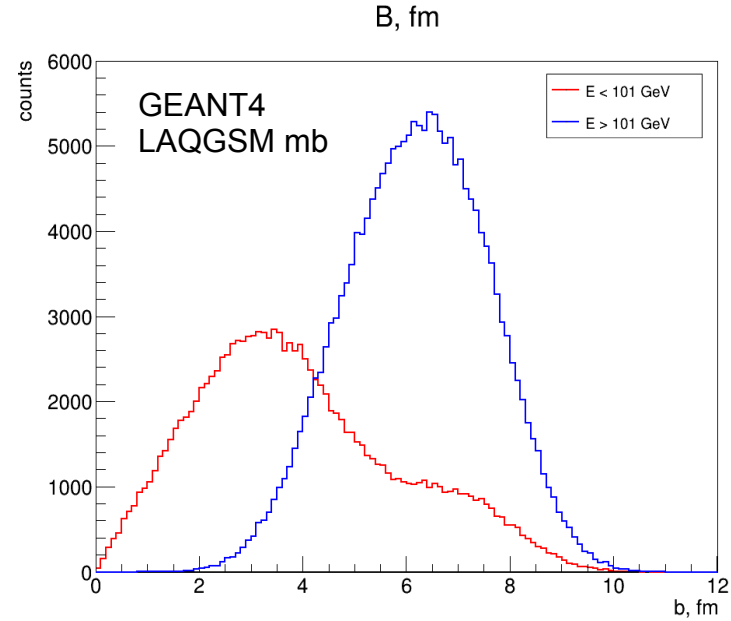 B, fm
counts
6000
5000
4000
3000
2000
1000
0
GEANT4
LAQGSM mb
E < 101 GeV
E > 101 GeV
0 2 4 6 8 10 12
b, fm